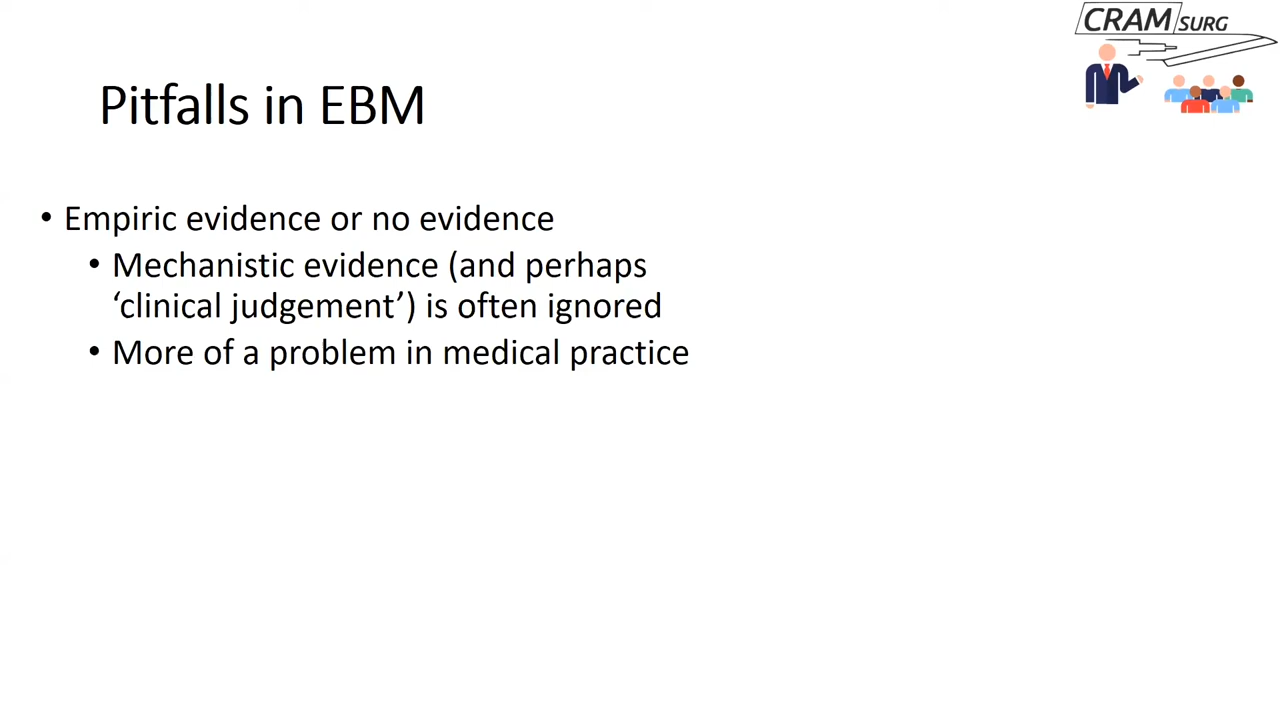 CRAM SURG
Pitfalls in EBM
• Empiric evidence or no evidence
• Mechanistic evidence (and perhaps
‘clinical judgement’) is often ignored
• More of a problem in medical practice